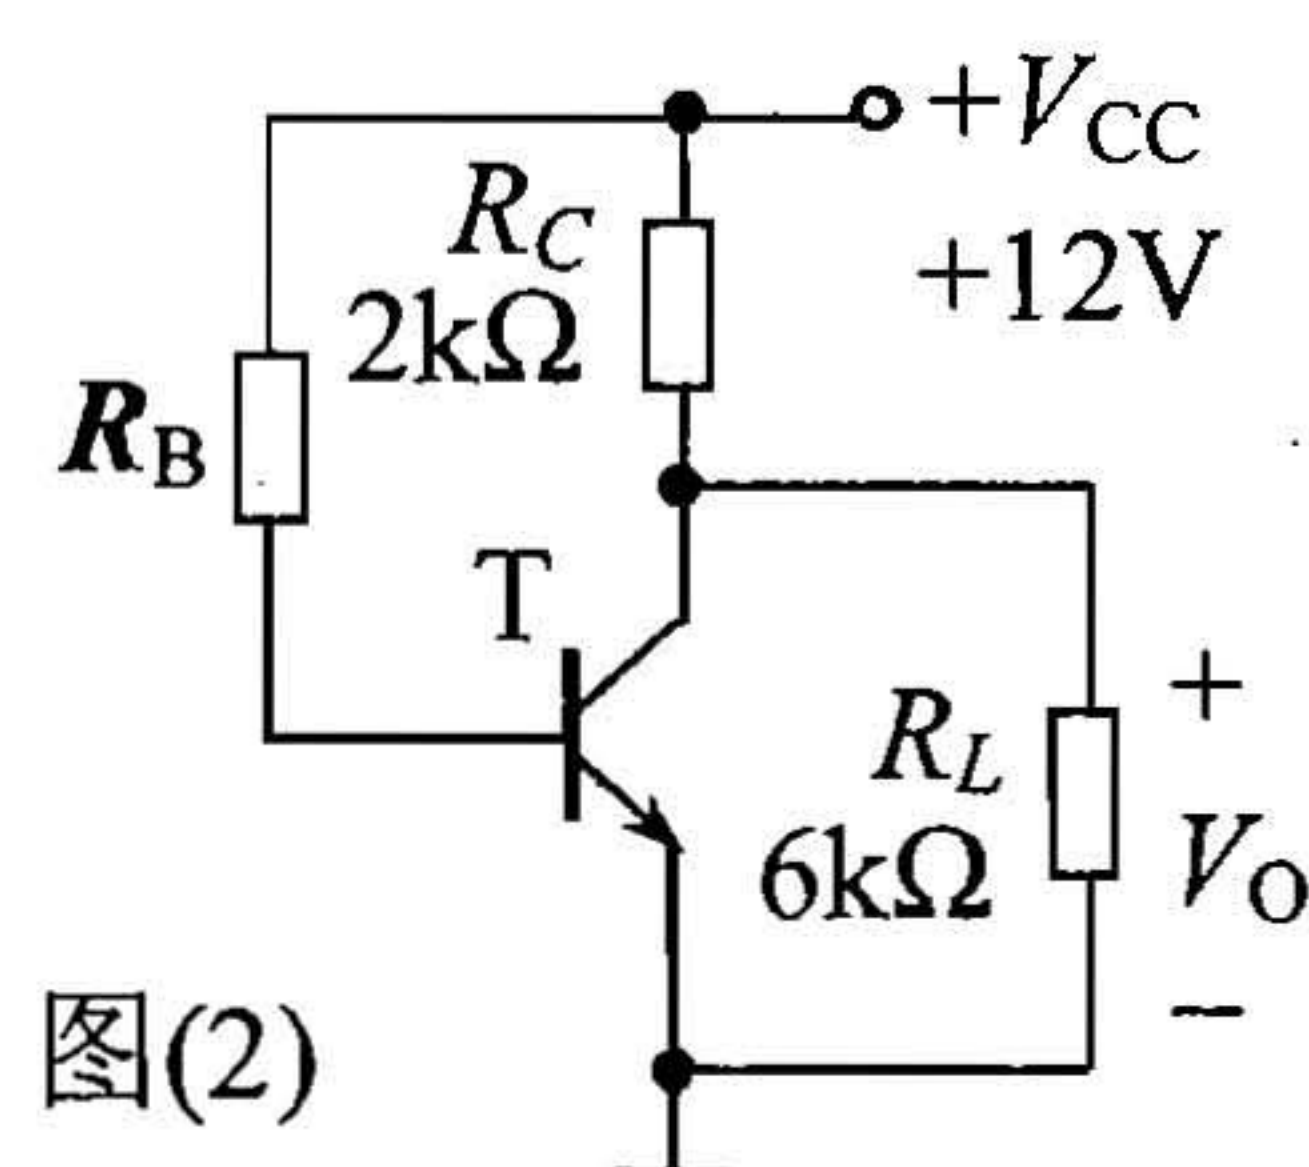 +V_CC
+12V
R_C
2kΩ
R_B
T
R_L
6kΩ
+
V_O
−
图(2)